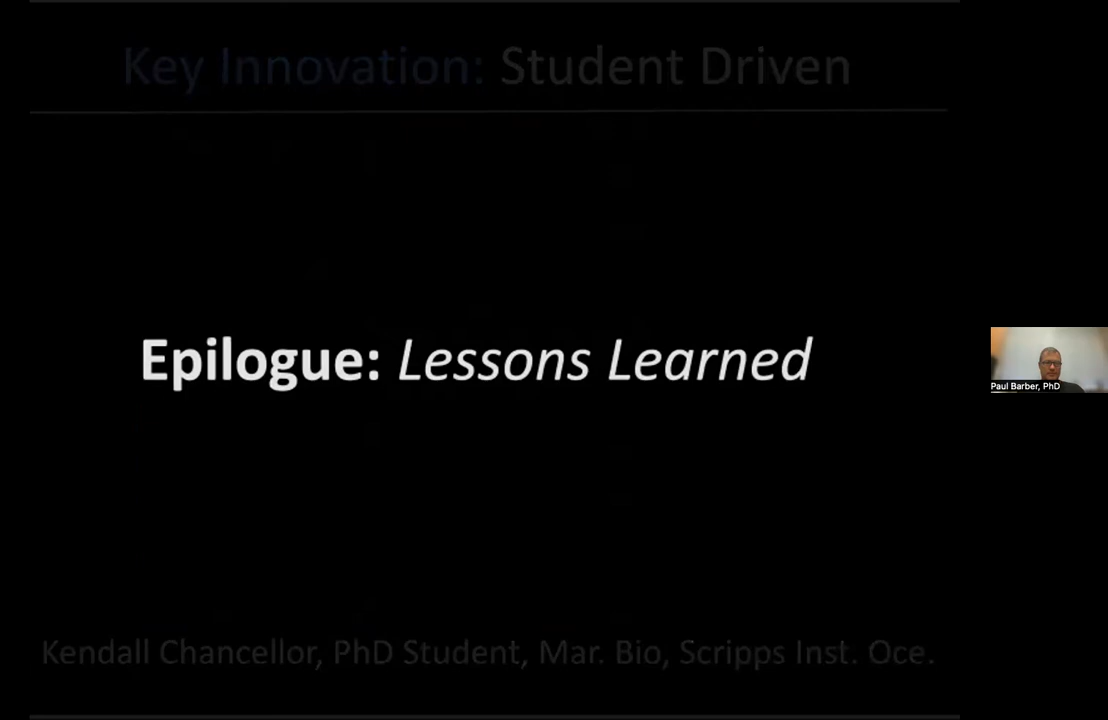 Key Innovation: Student Driven
Epilogue: Lessons Learned
Paul Barber, PhD
Kendall Chancellor, PhD Student, Mar. Bio, Scripps Inst. Oce.